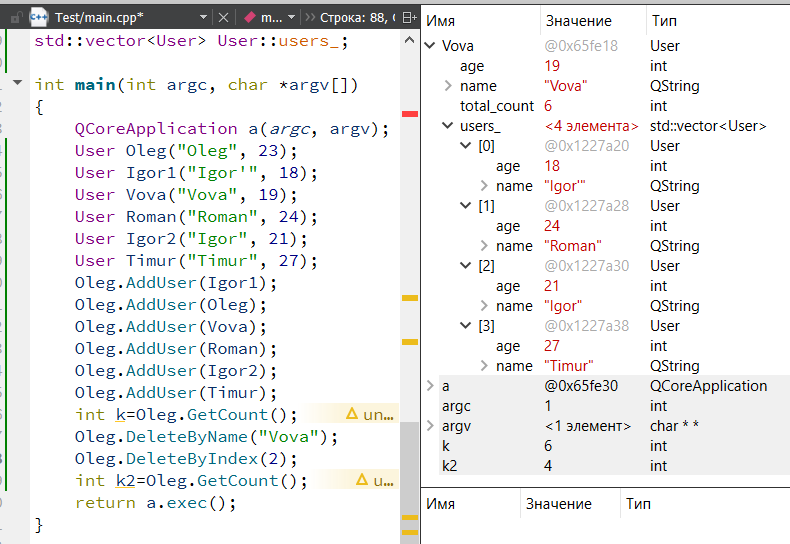 Test/main.cpp*
m...
Строка: 88, С
std::vector<User> User::users_;
int main(int argc, char *argv[])
{
QCoreApplication a(argc, argv);
User Oleg("Oleg", 23);
User Igor1("Igor'", 18);
User Vova("Vova", 19);
User Roman("Roman", 24);
User Igor2("Igor", 21);
User Timur("Timur", 27);
Oleg.AddUser(Igor1);
Oleg.AddUser(Oleg);
Oleg.AddUser(Vova);
Oleg.AddUser(Roman);
Oleg.AddUser(Igor2);
Oleg.AddUser(Timur);
int k=Oleg.GetCount(); un...
Oleg.DeleteByName("Vova");
Oleg.DeleteByIndex(2);
int k2=Oleg.GetCount(); u...
return a.exec();
}
Имя Значение Тип
Vova @0x65fe18 User
age 19 int
name "Vova" QString
total_count 6 int
users_ <4 элемента> std::vector<User>
[0] @0x1227a20 User
age 18 int
name "Igor'" QString
[1] @0x1227a28 User
age 24 int
name "Roman" QString
[2] @0x1227a30 User
age 21 int
name "Igor" QString
[3] @0x1227a38 User
age 27 int
name "Timur" QString
a @0x65fe30 QCoreApplication
argc 1 int
argv <1 элемент> char * *
k 6 int
k2 4 int
Имя Значение Тип